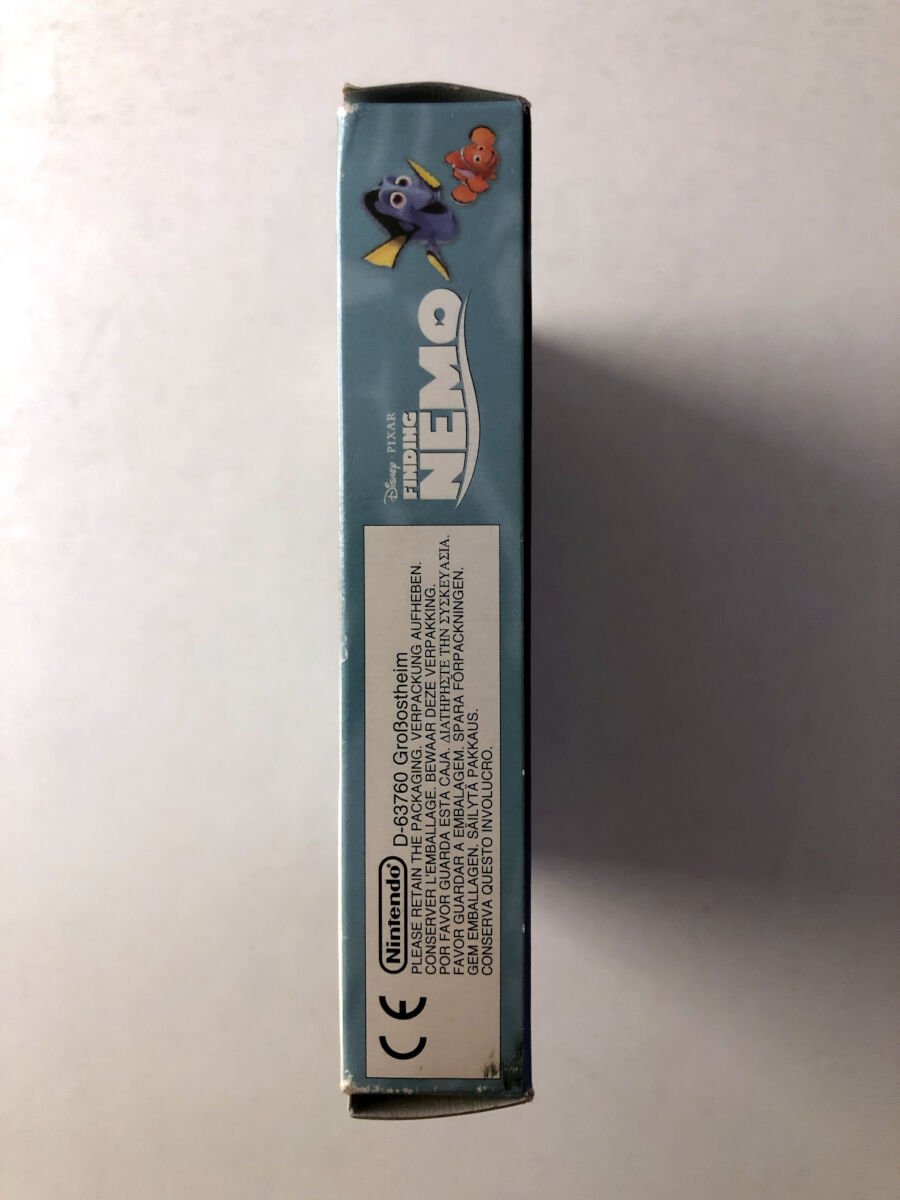 Disney · PIXAR
FINDING
NEMO
CE Nintendo® D-63760 Großostheim
PLEASE RETAIN THE PACKAGING. VERPACKUNG AUFHEBEN.
CONSERVER L'EMBALLAGE. BEWAAR DEZE VERPAKKING.
POR FAVOR GUARDA ESTA CAJA. ΔΙΑΤΗΡΗΣΤΕ ΤΗΝ ΣΥΣΚΕΥΑΣΙΑ.
FAVOR GUARDAR A EMBALAGEM. SPARA FÖRPACKNINGEN.
GEM EMBALLAGEN. SÄILYTÄ PAKKAUS.
CONSERVA QUESTO INVOLUCRO.